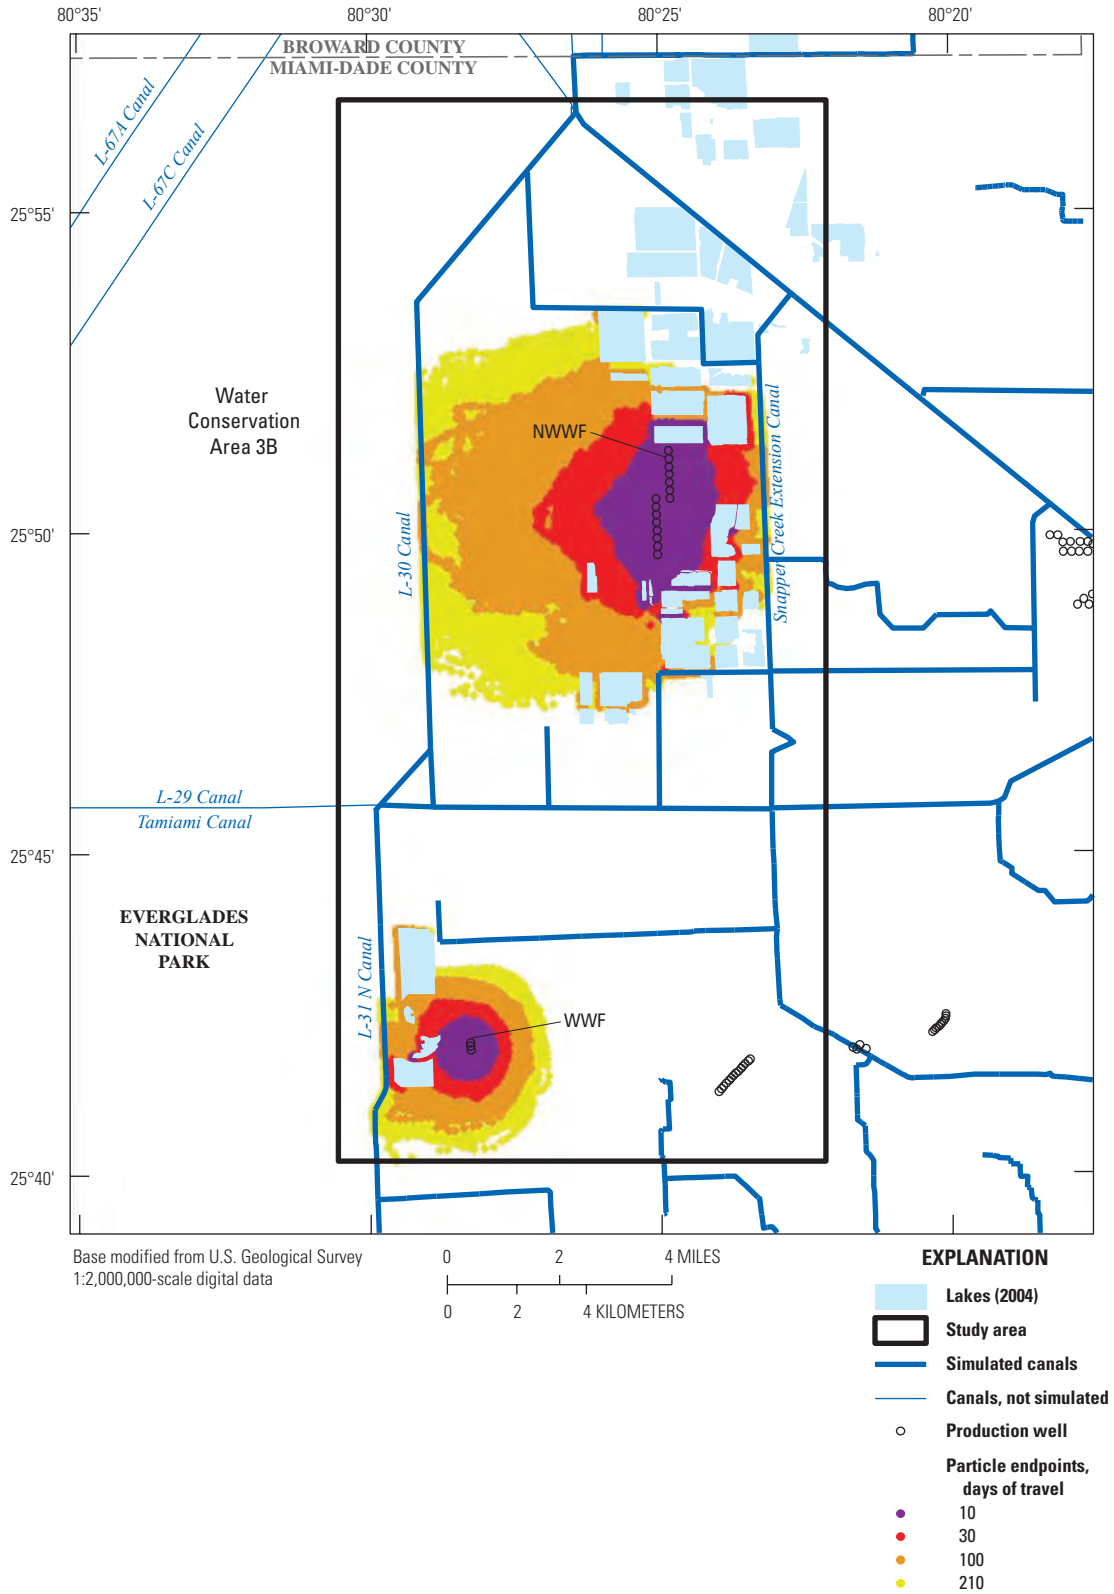 80°35'
80°30'
80°25'
80°20'
BROWARD COUNTY
MIAMI-DADE COUNTY
L-67A Canal
L-67C Canal
25°55'
Water
Conservation
Area 3B
NWWF
L-30 Canal
Snapper Creek Extension Canal
25°50'
L-29 Canal
Tamiami Canal
25°45'
EVERGLADES
NATIONAL
PARK
L-31 N Canal
WWF
25°40'
Base modified from U.S. Geological Survey
1:2,000,000-scale digital data
0 2 4 MILES
0 2 4 KILOMETERS
EXPLANATION
Lakes (2004)
Study area
Simulated canals
Canals, not simulated
Production well
Particle endpoints,
days of travel
10
30
100
210